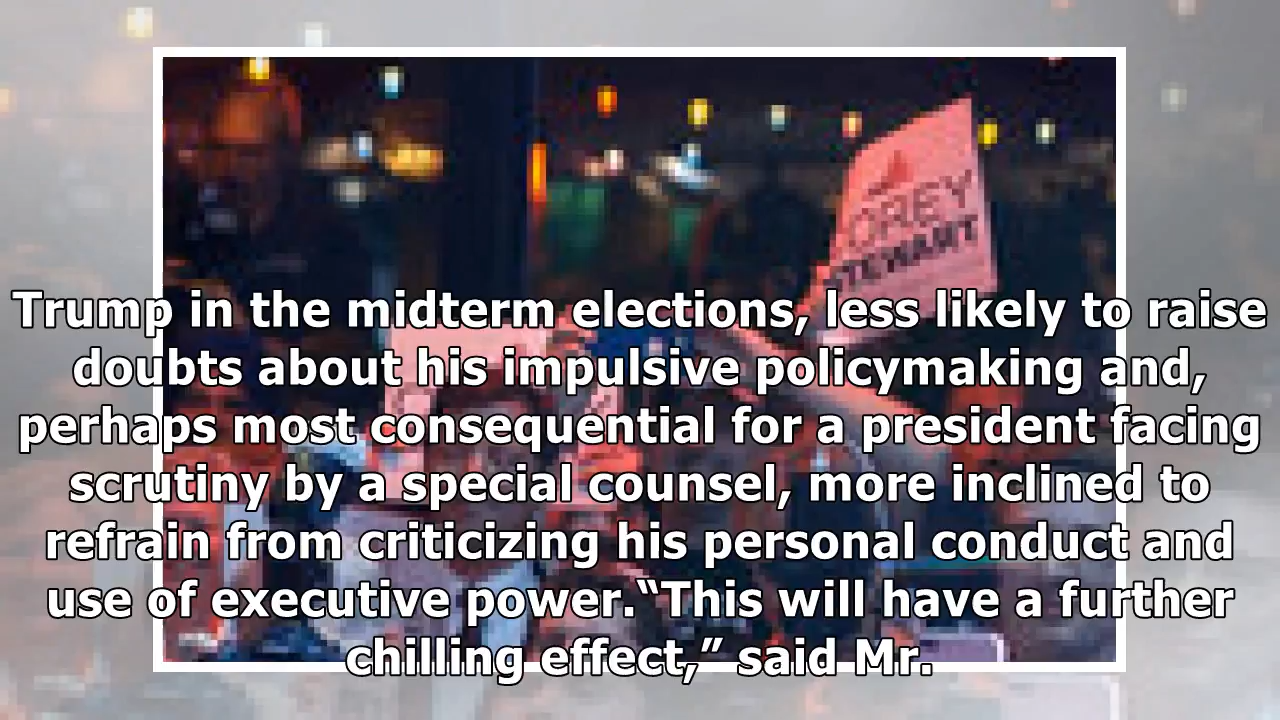 OREY
STEWART
Trump in the midterm elections, less likely to raise
doubts about his impulsive policymaking and,
perhaps most consequential for a president facing
scrutiny by a special counsel, more inclined to
refrain from criticizing his personal conduct and
use of executive power.“This will have a further
chilling effect,” said Mr.